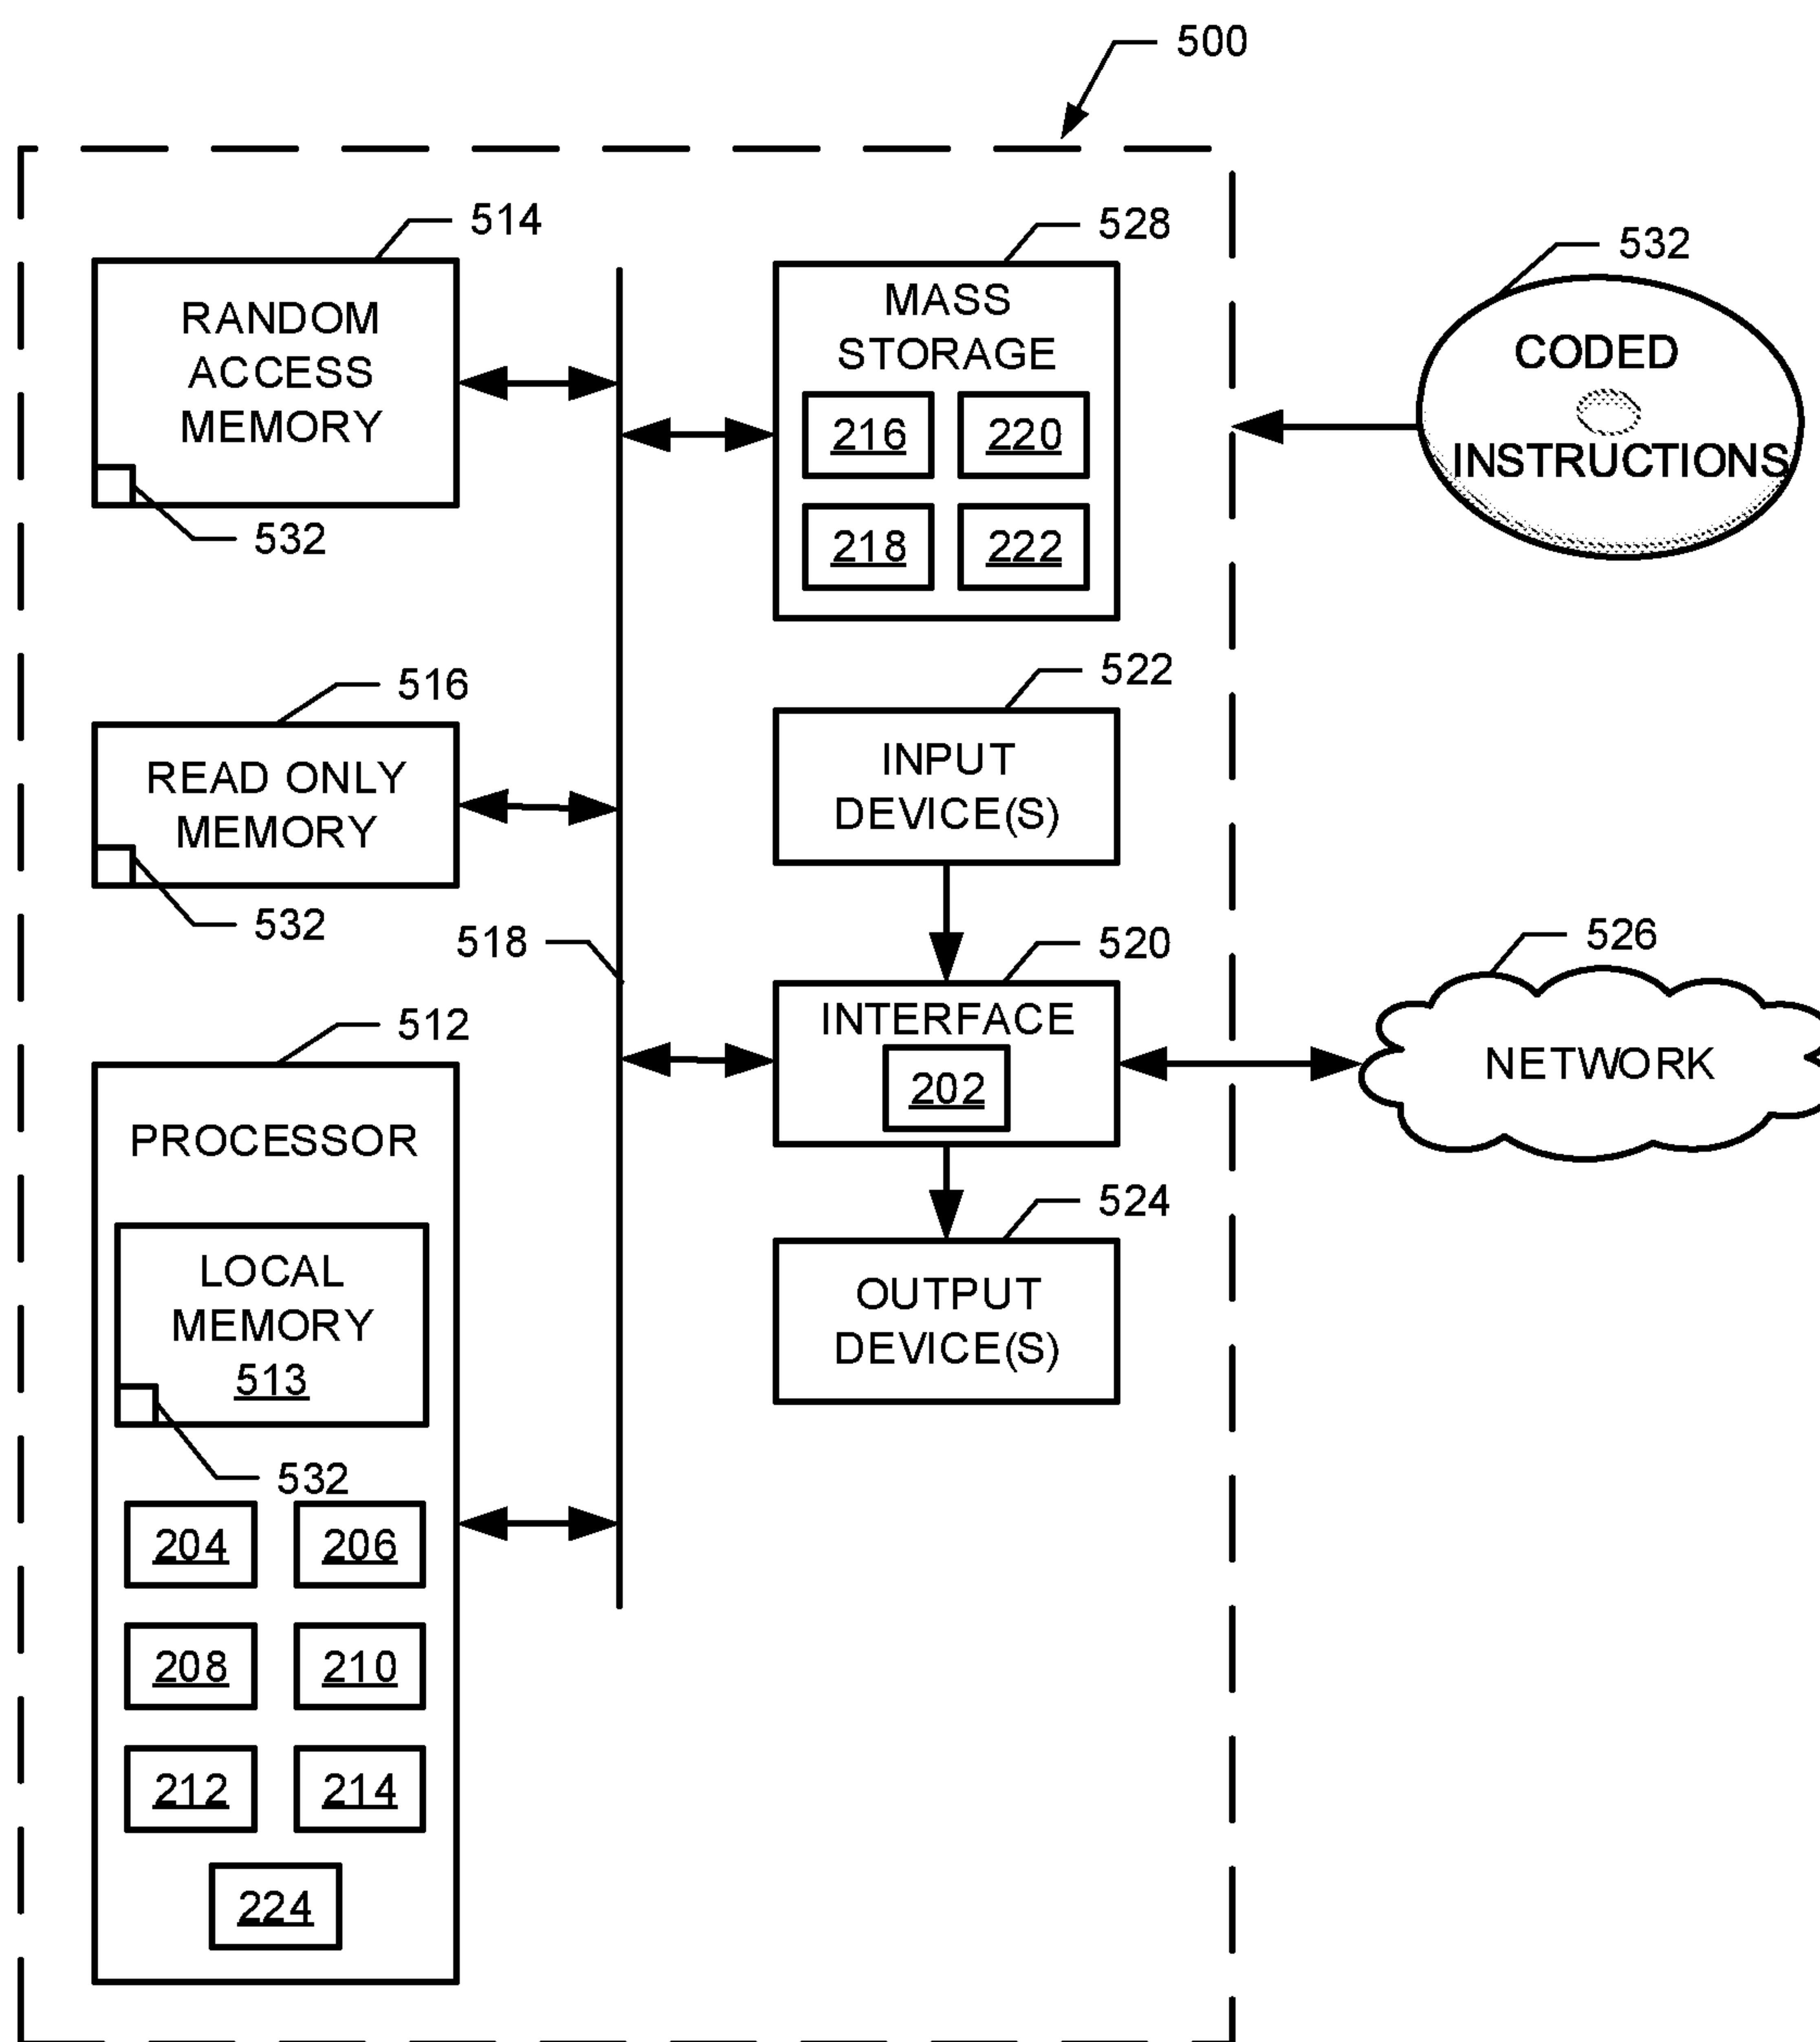 500
514
RANDOM
ACCESS
MEMORY
532
528
MASS
STORAGE
216
220
218
222
532
CODED
INSTRUCTIONS
516
READ ONLY
MEMORY
532
522
INPUT
DEVICE(S)
518
520
INTERFACE
202
526
NETWORK
512
PROCESSOR
LOCAL
MEMORY
513
532
204
206
208
210
212
214
224
524
OUTPUT
DEVICE(S)